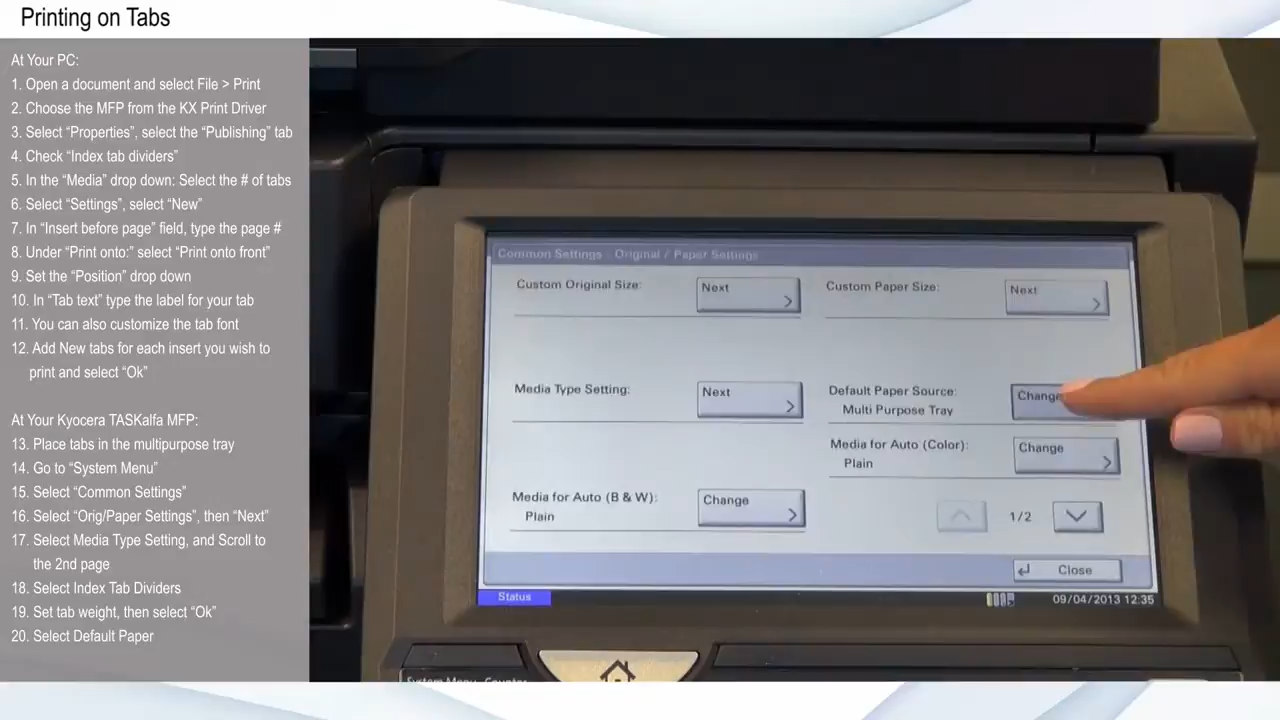 Printing on Tabs
At Your PC:
1. Open a document and select File > Print
2. Choose the MFP from the KX Print Driver
3. Select “Properties”, select the “Publishing” tab
4. Check “Index tab dividers”
5. In the “Media” drop down: Select the # of tabs
6. Select “Settings”, select “New”
7. In “Insert before page” field, type the page #
8. Under “Print onto:” select “Print onto front”
9. Set the “Position” drop down
10. In “Tab text” type the label for your tab
11. You can also customize the tab font
12. Add New tabs for each insert you wish to
print and select “Ok”
At Your Kyocera TASKalfa MFP:
13. Place tabs in the multipurpose tray
14. Go to “System Menu”
15. Select “Common Settings”
16. Select “Orig/Paper Settings”, then “Next”
17. Select Media Type Setting, and Scroll to
the 2nd page
18. Select Index Tab Dividers
19. Set tab weight, then select “Ok”
20. Select Default Paper
Common Settings Original / Paper Settings
Custom Original Size:
Next
Custom Paper Size:
Next
Media Type Setting:
Next
Default Paper Source:
Multi Purpose Tray
Change
Media for Auto (Color):
Plain
Change
Media for Auto (B & W):
Plain
Change
1/2
Close
Status
09/04/2013 12:35
System Menu Counter